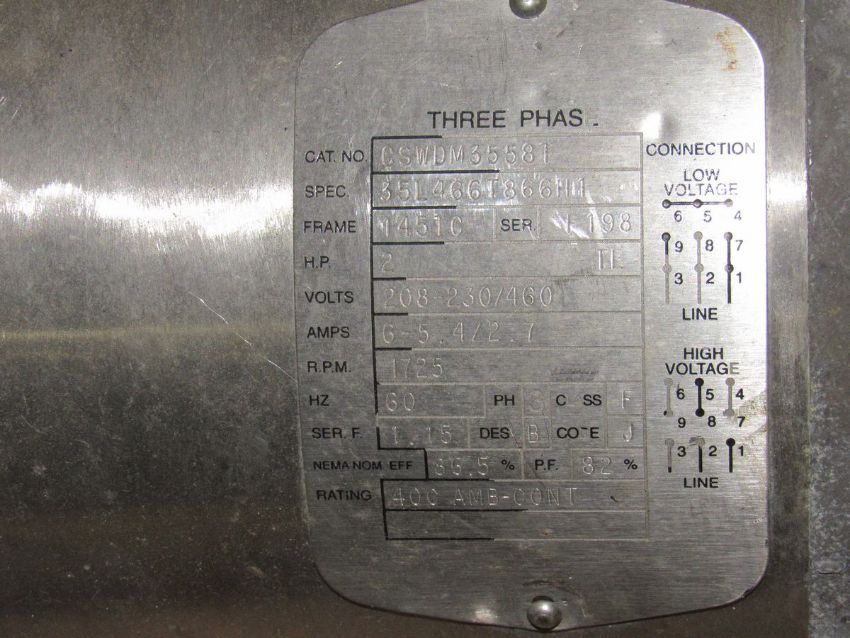 THREE PHAS
CAT. NO. CSWDM35581
SPEC. 35L466T866H1
FRAME 145TC SER. F198
H.P. 2 TE
VOLTS 208-230/460
AMPS 6-5.4/2.7
R.P.M. 1725
HZ 60 PH 3 C SS F
SER. F. 1.15 DES B CODE J
NEMA NOM EFF 86.5 % P.F. 82 %
RATING 40C AMB-CONT
CONNECTION
LOW
VOLTAGE
6 5 4
9 8 7
3 2 1
LINE
HIGH
VOLTAGE
6 5 4
9 8 7
3 2 1
LINE